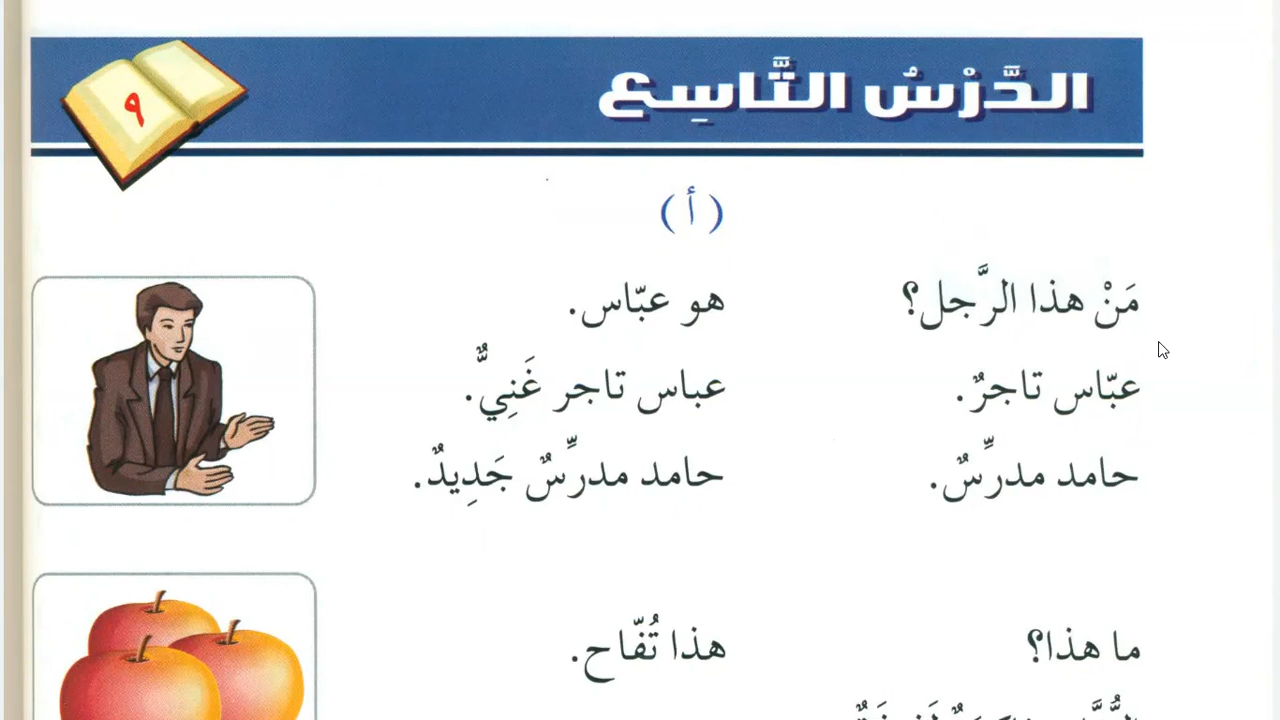 الدَّرْسُ التَّاسِع
٩
(أ)
مَنْ هذا الرَّجل؟ هو عبّاس.
عبّاس تاجرٌ. عباس تاجر غَنِيٌّ.
حامد مدرِّسٌ. حامد مدرِّسٌ جَدِيدٌ.
ما هذا؟ هذا تُفّاح.